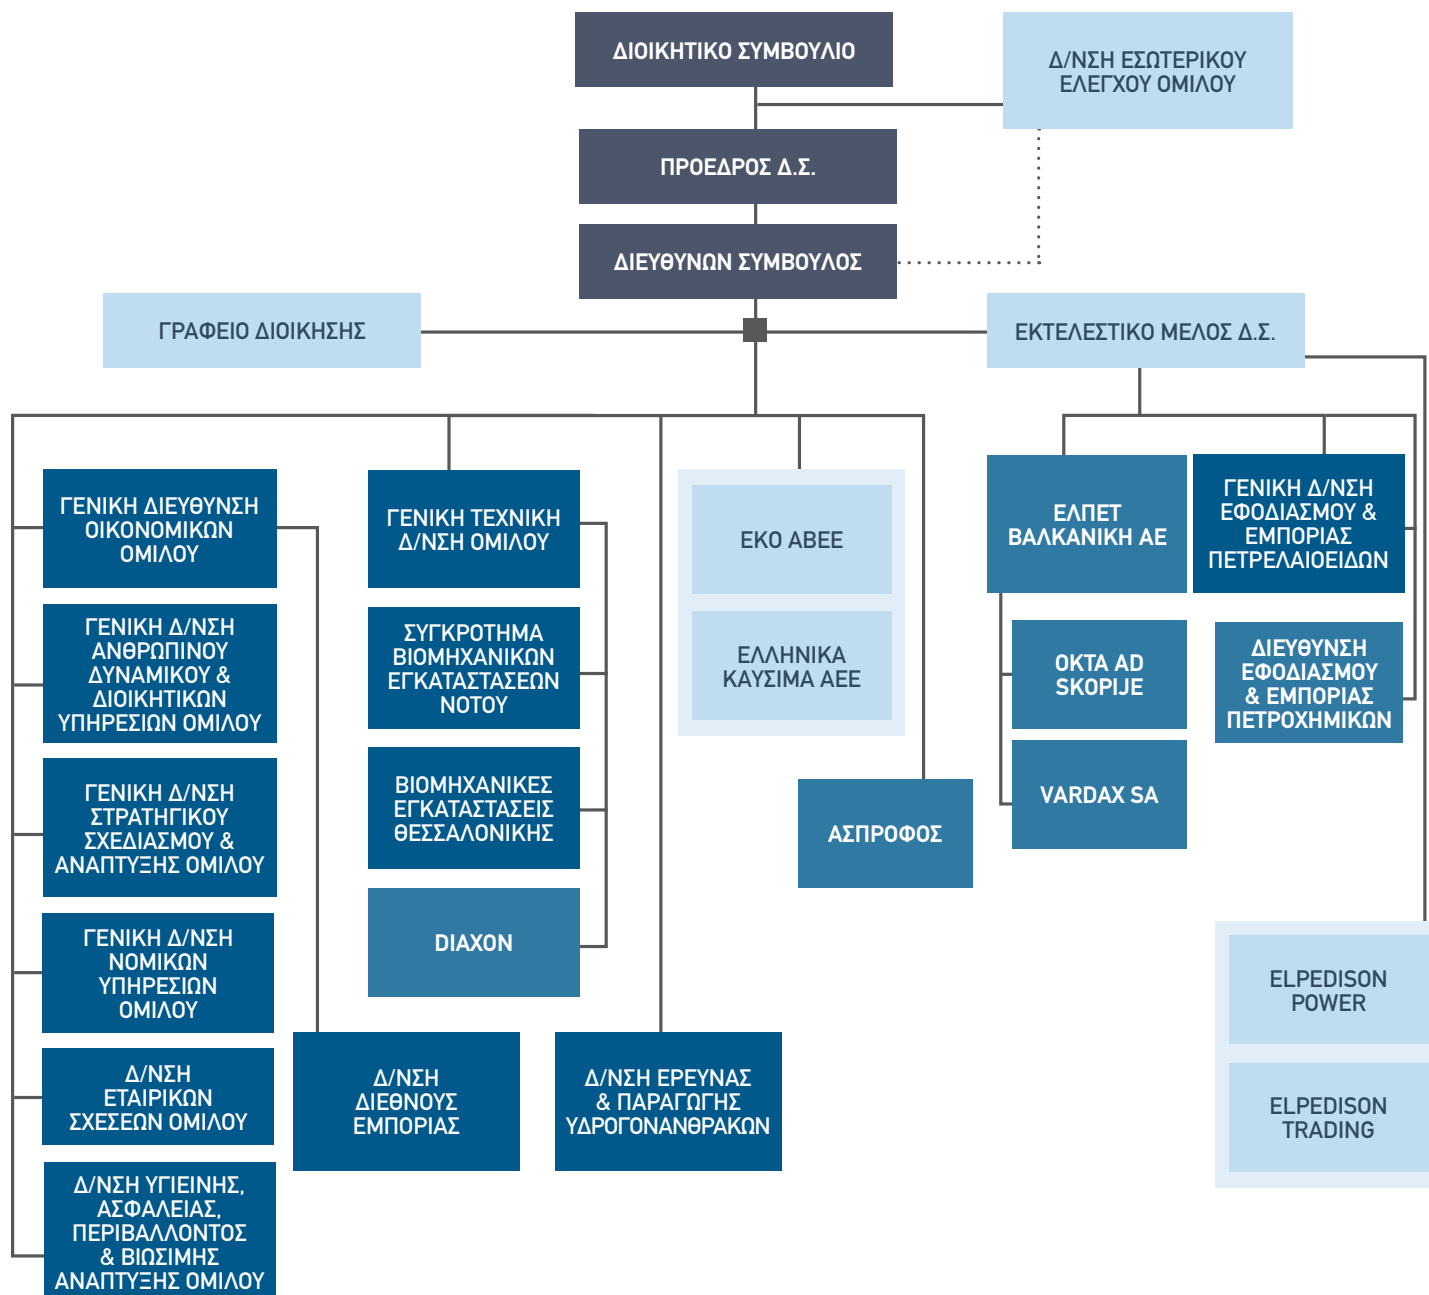 ΔΙΟΙΚΗΤΙΚΟ ΣΥΜΒΟΥΛΙΟ
Δ/ΝΣΗ ΕΣΩΤΕΡΙΚΟΥ
ΕΛΕΓΧΟΥ ΟΜΙΛΟΥ
ΠΡΟΕΔΡΟΣ Δ.Σ.
ΔΙΕΥΘΥΝΩΝ ΣΥΜΒΟΥΛΟΣ
ΓΡΑΦΕΙΟ ΔΙΟΙΚΗΣΗΣ
ΕΚΤΕΛΕΣΤΙΚΟ ΜΕΛΟΣ Δ.Σ.
ΓΕΝΙΚΗ ΔΙΕΥΘΥΝΣΗ
ΟΙΚΟΝΟΜΙΚΩΝ
ΟΜΙΛΟΥ
ΓΕΝΙΚΗ Δ/ΝΣΗ
ΑΝΘΡΩΠΙΝΟΥ
ΔΥΝΑΜΙΚΟΥ &
ΔΙΟΙΚΗΤΙΚΩΝ
ΥΠΗΡΕΣΙΩΝ ΟΜΙΛΟΥ
ΓΕΝΙΚΗ Δ/ΝΣΗ
ΣΤΡΑΤΗΓΙΚΟΥ
ΣΧΕΔΙΑΣΜΟΥ &
ΑΝΑΠΤΥΞΗΣ ΟΜΙΛΟΥ
ΓΕΝΙΚΗ Δ/ΝΣΗ
ΝΟΜΙΚΩΝ
ΥΠΗΡΕΣΙΩΝ
ΟΜΙΛΟΥ
Δ/ΝΣΗ
ΕΤΑΙΡΙΚΩΝ
ΣΧΕΣΕΩΝ ΟΜΙΛΟΥ
Δ/ΝΣΗ ΥΓΙΕΙΝΗΣ,
ΑΣΦΑΛΕΙΑΣ,
ΠΕΡΙΒΑΛΛΟΝΤΟΣ
& ΒΙΩΣΙΜΗΣ
ΑΝΑΠΤΥΞΗΣ ΟΜΙΛΟΥ
Δ/ΝΣΗ
ΔΙΕΘΝΟΥΣ
ΕΜΠΟΡΙΑΣ
ΓΕΝΙΚΗ ΤΕΧΝΙΚΗ
Δ/ΝΣΗ ΟΜΙΛΟΥ
ΣΥΓΚΡΟΤΗΜΑ
ΒΙΟΜΗΧΑΝΙΚΩΝ
ΕΓΚΑΤΑΣΤΑΣΕΩΝ
ΝΟΤΟΥ
ΒΙΟΜΗΧΑΝΙΚΕΣ
ΕΓΚΑΤΑΣΤΑΣΕΙΣ
ΘΕΣΣΑΛΟΝΙΚΗΣ
DIAXON
Δ/ΝΣΗ ΕΡΕΥΝΑΣ
& ΠΑΡΑΓΩΓΗΣ
ΥΔΡΟΓΟΝΑΝΘΡΑΚΩΝ
ΕΚΟ ΑΒΕΕ
ΕΛΛΗΝΙΚΑ
ΚΑΥΣΙΜΑ ΑΕΕ
ΑΣΠΡΟΦΟΣ
ΕΛΠΕΤ
ΒΑΛΚΑΝΙΚΗ ΑΕ
OKTA AD
SKOPIJE
VARDAX SA
ΓΕΝΙΚΗ Δ/ΝΣΗ
ΕΦΟΔΙΑΣΜΟΥ &
ΕΜΠΟΡΙΑΣ
ΠΕΤΡΕΛΑΙΟΕΙΔΩΝ
ΔΙΕΥΘΥΝΣΗ
ΕΦΟΔΙΑΣΜΟΥ
& ΕΜΠΟΡΙΑΣ
ΠΕΤΡΟΧΗΜΙΚΩΝ
ELPEDISON
POWER
ELPEDISON
TRADING